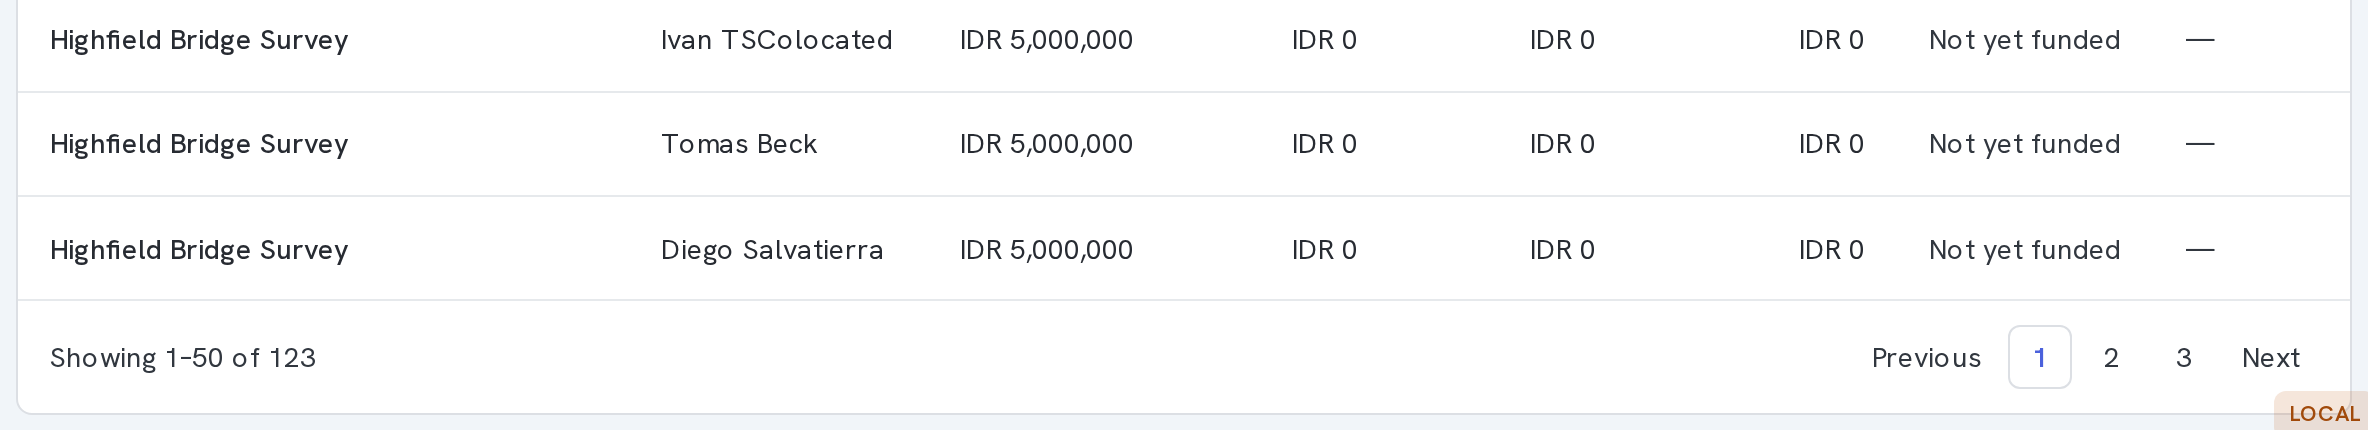 Highfield Bridge Survey Ivan TSColocated IDR 5,000,000 IDR 0 IDR 0 IDR 0 Not yet funded —
Highfield Bridge Survey Tomas Beck IDR 5,000,000 IDR 0 IDR 0 IDR 0 Not yet funded —
Highfield Bridge Survey Diego Salvatierra IDR 5,000,000 IDR 0 IDR 0 IDR 0 Not yet funded —
Showing 1–50 of 123 Previous 1 2 3 Next
LOCAL